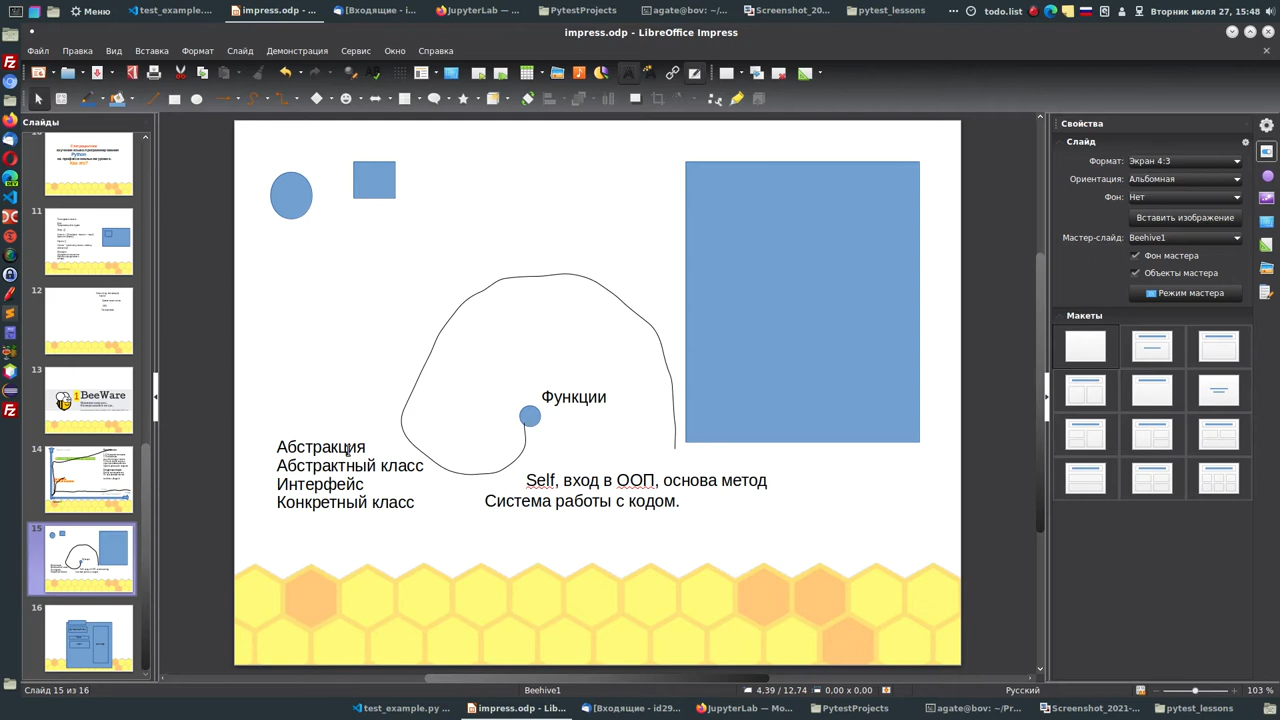 Меню
test_example....
impress.odp - ...
[Входящие - i...
JupyterLab — M...
PytestProjects
agate@bov: ~/...
Screenshot_20...
pytest_lessons
todo.list
Вторник июля 27, 15:48
impress.odp - LibreOffice Impress
Файл Правка Вид Вставка Формат Слайд Демонстрация Сервис Окно Справка
Слайды
11
12
13
BeeWare
14
15
16
Функции
Абстракция
Абстрактный класс
Интерфейс
Конкретный класс
Self, вход в ООП, основа метод
Система работы с кодом.
Свойства
Слайд
Формат: Экран 4:3
Ориентация: Альбомная
Фон: Нет
Вставить изображение
Мастер-слайд: Beehive1
Фон мастера
Объекты мастера
Режим мастера
Макеты
Слайд 15 из 16
Beehive1
4,39 / 12,74
0,00 x 0,00
Русский
103 %
test_example.py ...
impress.odp - Lib...
[Входящие - id29...
JupyterLab — Mo...
PytestProjects
agate@bov: ~/Pr...
Screenshot_2021-...
pytest_lessons